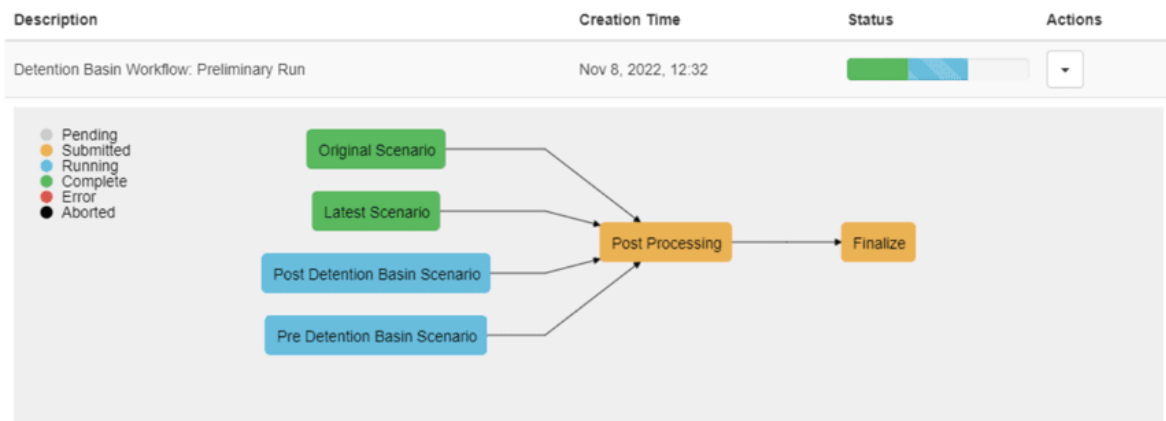 Description Creation Time Status Actions
Detention Basin Workflow: Preliminary Run Nov 8, 2022, 12:32
Pending
Submitted
Running
Complete
Error
Aborted
Original Scenario
Latest Scenario
Post Detention Basin Scenario
Pre Detention Basin Scenario
Post Processing
Finalize